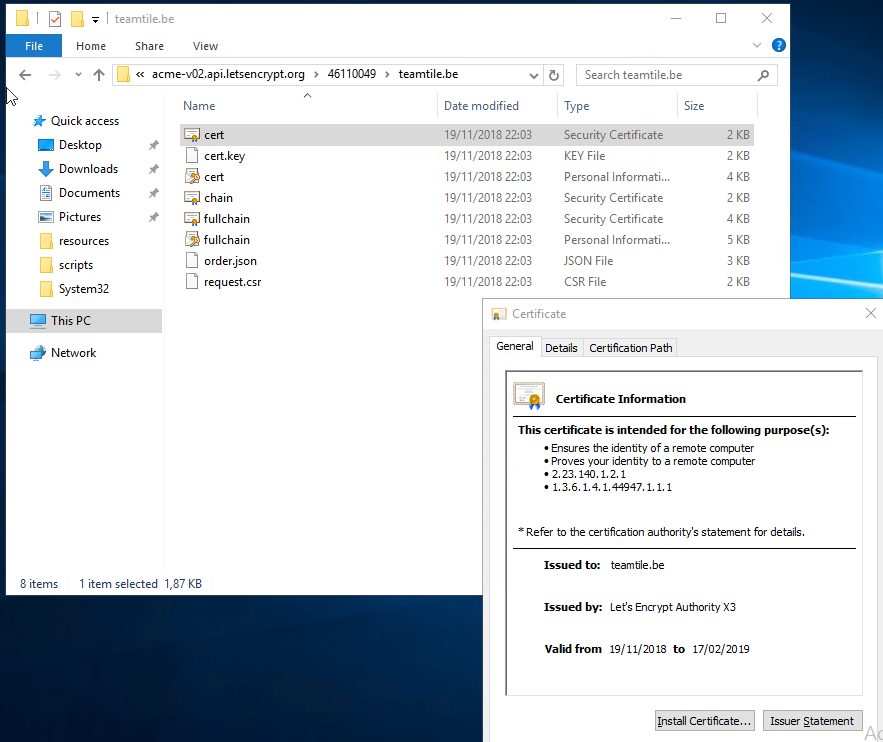 teamtile.be
File Home Share View
« acme-v02.api.letsencrypt.org › 46110049 › teamtile.be
Search teamtile.be
Name Date modified Type Size
Quick access
Desktop
Downloads
Documents
Pictures
resources
scripts
System32
This PC
Network
cert 19/11/2018 22:03 Security Certificate 2 KB
cert.key 19/11/2018 22:03 KEY File 2 KB
cert 19/11/2018 22:03 Personal Informati... 4 KB
chain 19/11/2018 22:03 Security Certificate 2 KB
fullchain 19/11/2018 22:03 Security Certificate 4 KB
fullchain 19/11/2018 22:03 Personal Informati... 5 KB
order.json 19/11/2018 22:03 JSON File 3 KB
request.csr 19/11/2018 22:03 CSR File 2 KB
8 items 1 item selected 1,87 KB
Certificate
General Details Certification Path
Certificate Information
This certificate is intended for the following purpose(s):
• Ensures the identity of a remote computer
• Proves your identity to a remote computer
• 2.23.140.1.2.1
• 1.3.6.1.4.1.44947.1.1.1
* Refer to the certification authority's statement for details.
Issued to: teamtile.be
Issued by: Let's Encrypt Authority X3
Valid from 19/11/2018 to 17/02/2019
Install Certificate... Issuer Statement